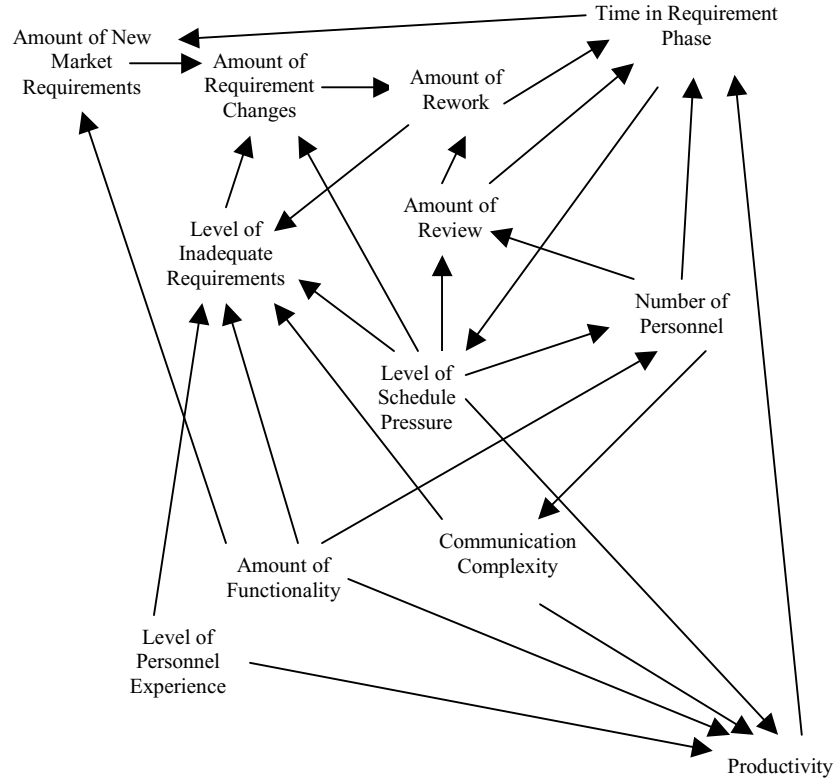 Time in Requirement
Phase
Amount of New
Market
Requirements
Amount of
Requirement
Changes
Amount of
Rework
Amount of
Review
Level of
Inadequate
Requirements
Number of
Personnel
Level of
Schedule
Pressure
Communication
Complexity
Amount of
Functionality
Level of
Personnel
Experience
Productivity